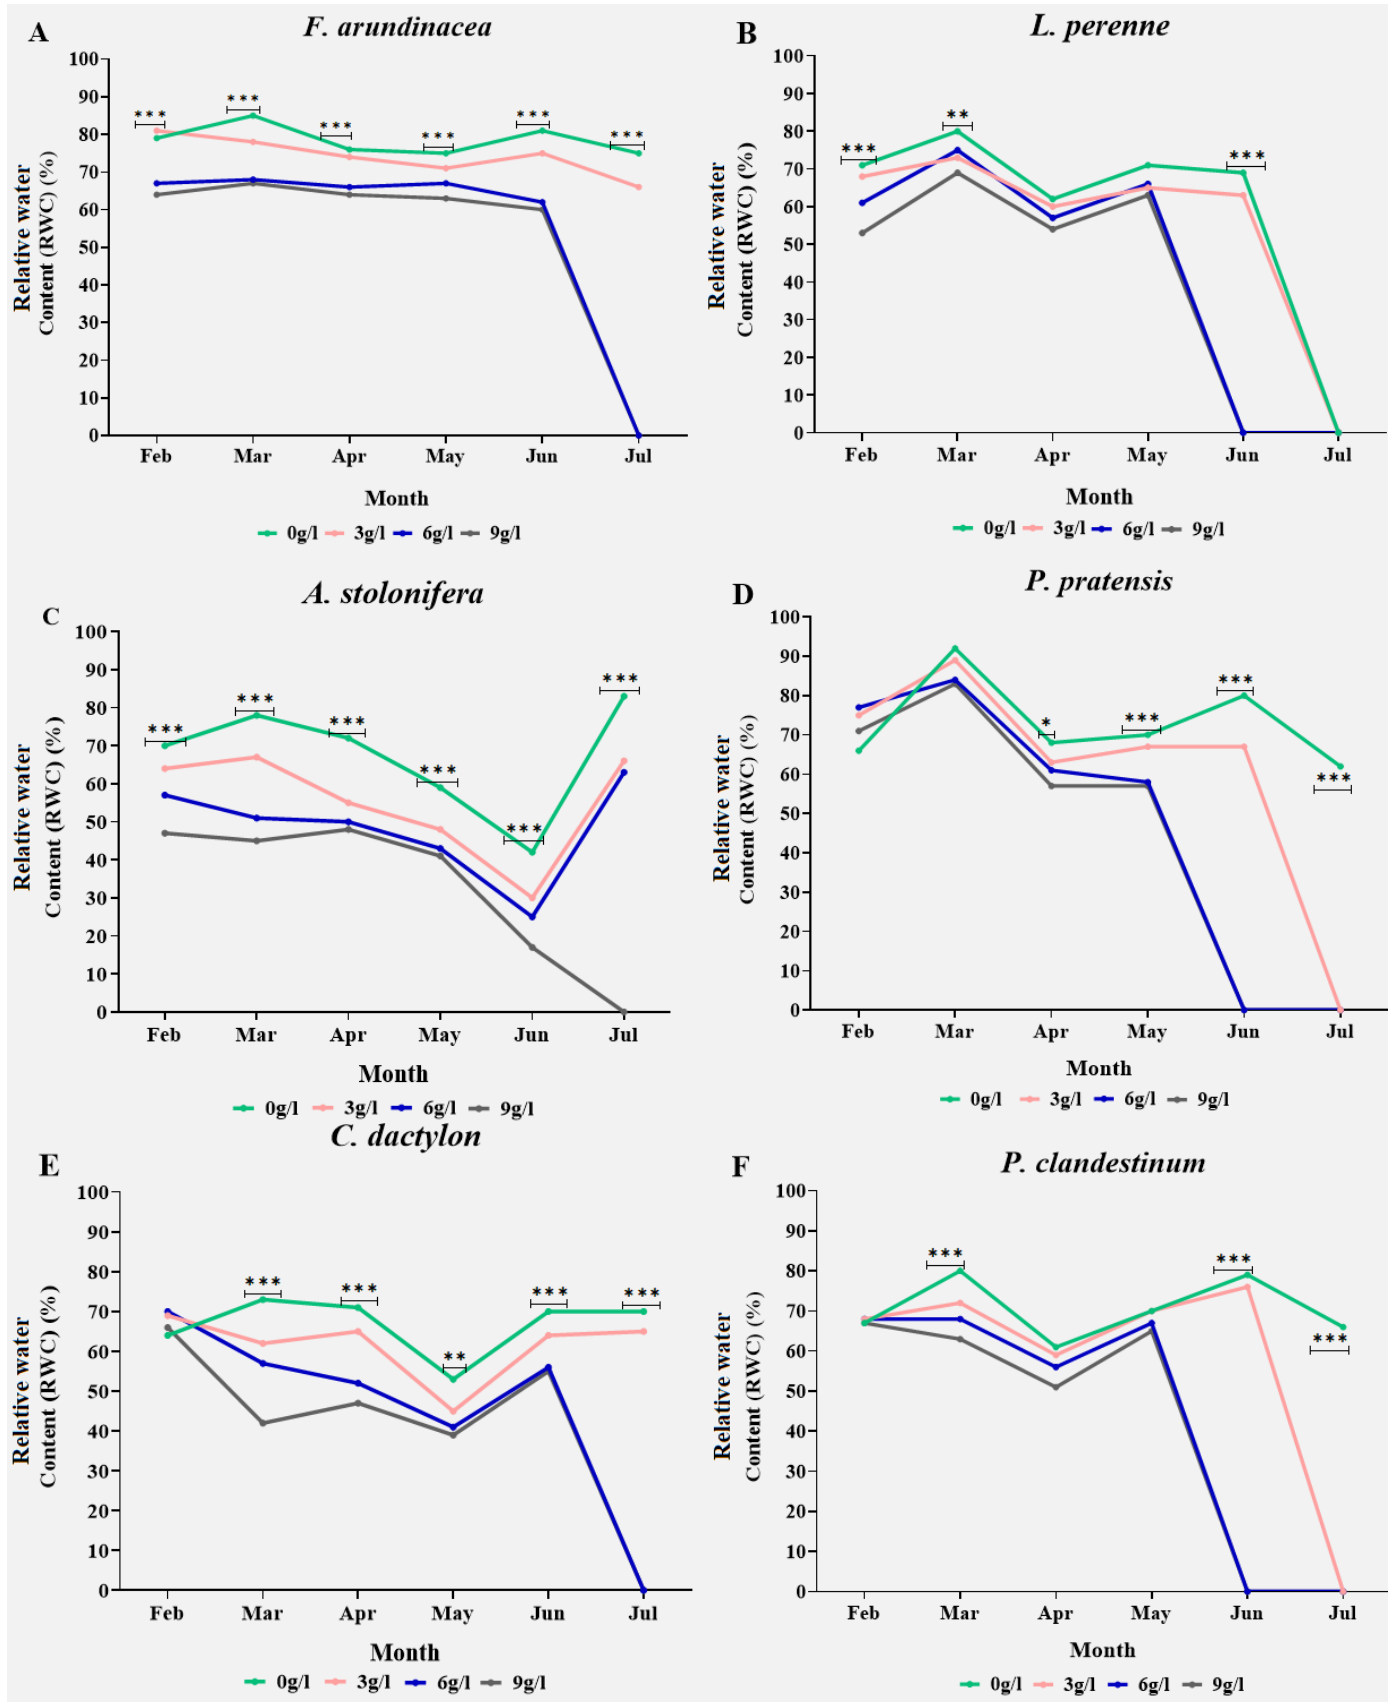 A
F. arundinacea
Relative water
Content (RWC) (%)
100
90
80
70
60
50
40
30
20
10
0
***
***
***
***
***
***
Feb Mar Apr May Jun Jul
Month
0g/l 3g/l 6g/l 9g/l
B
L. perenne
Relative water
Content (RWC) (%)
100
90
80
70
60
50
40
30
20
10
0
***
**
***
Feb Mar Apr May Jun Jul
Month
0g/l 3g/l 6g/l 9g/l
C
A. stolonifera
Relative water
Content (RWC) (%)
100
90
80
70
60
50
40
30
20
10
0
***
***
***
***
***
***
Feb Mar Apr May Jun Jul
Month
0g/l 3g/l 6g/l 9g/l
D
P. pratensis
Relative water
Content (RWC) (%)
100
90
80
70
60
50
40
30
20
10
0
*
***
***
***
Feb Mar Apr May Jun Jul
Month
0g/l 3g/l 6g/l 9g/l
E
C. dactylon
Relative water
Content (RWC) (%)
100
90
80
70
60
50
40
30
20
10
0
***
***
**
***
***
Feb Mar Apr May Jun Jul
Month
0g/l 3g/l 6g/l 9g/l
F
P. clandestinum
Relative water
Content (RWC) (%)
100
90
80
70
60
50
40
30
20
10
0
***
***
***
Feb Mar Apr May Jun Jul
Month
0g/l 3g/l 6g/l 9g/l